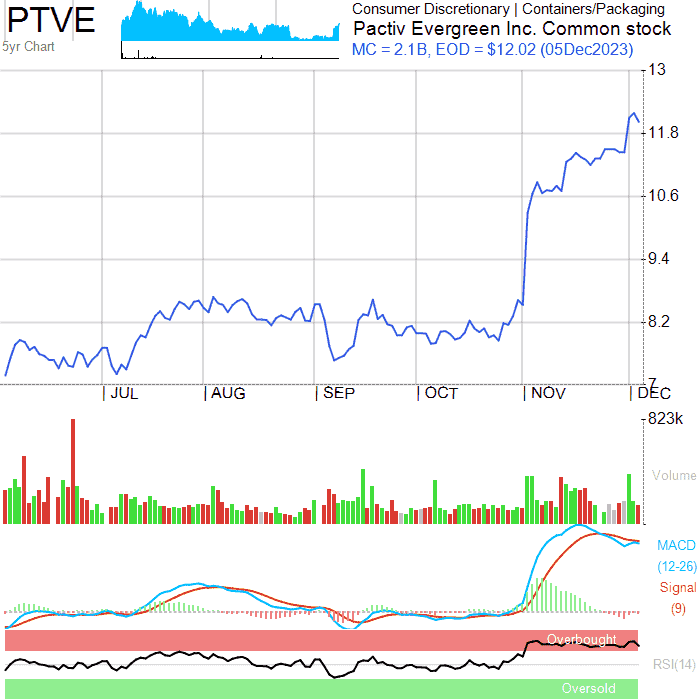 PTVE
5yr Chart
Consumer Discretionary | Containers/Packaging
Pactiv Evergreen Inc. Common stock
MC = 2.1B, EOD = $12.02 (05Dec2023)
13
11.8
10.6
9.4
8.2
7
| JUL | AUG | SEP | OCT | NOV | DEC
823k
Volume
MACD
(12-26)
Signal
(9)
Overbought
RSI(14)
Oversold